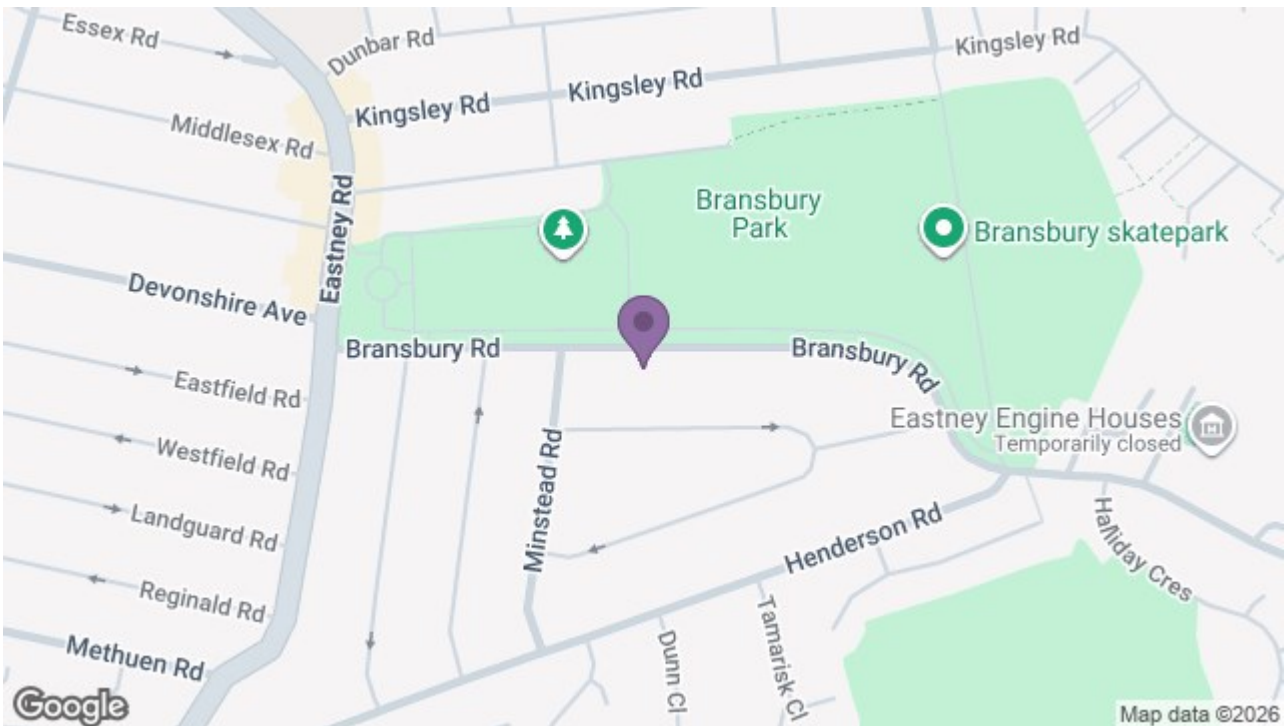 Essex Rd
Dunbar Rd
Kingsley Rd
Kingsley Rd
Kingsley Rd
Middlesex Rd
Eastney Rd
Bransbury
Park
Bransbury skatepark
Devonshire Ave
Bransbury Rd
Bransbury Rd
Eastfield Rd
Eastney Engine Houses
Temporarily closed
Westfield Rd
Minstead Rd
Landguard Rd
Henderson Rd
Halliday Cres
Reginald Rd
Tamarisk Cl
Dunn Cl
Methuen Rd
Google
Map data ©2026